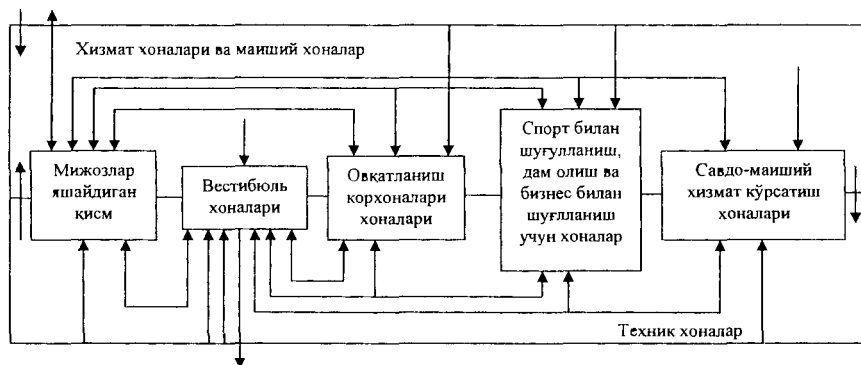 Хизмат хоналари ва маиший хоналар
Мижозлар
яшайдиган
қисм
Вестибюль
хоналари
Овқатланиш
корхоналари
хоналари
Спорт билан
шуғулланиш,
дам олиш ва
бизнес билан
шуғлланиш
учун хоналар
Савдо-маиший
хизмат кўрсатиш
хоналари
Техник хоналар